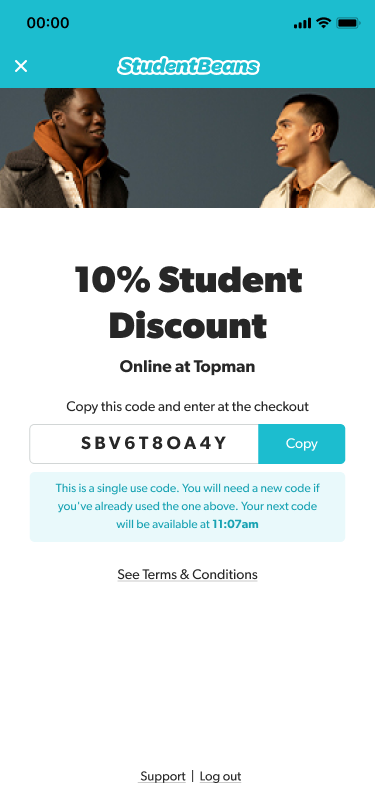 00:00
StudentBeans
10% Student
Discount
Online at Topman
Copy this code and enter at the checkout
SBV6T8OA4Y Copy
This is a single use code. You will need a new code if
you've already used the one above. Your next code
will be available at 11:07am
See Terms & Conditions
Support | Log out